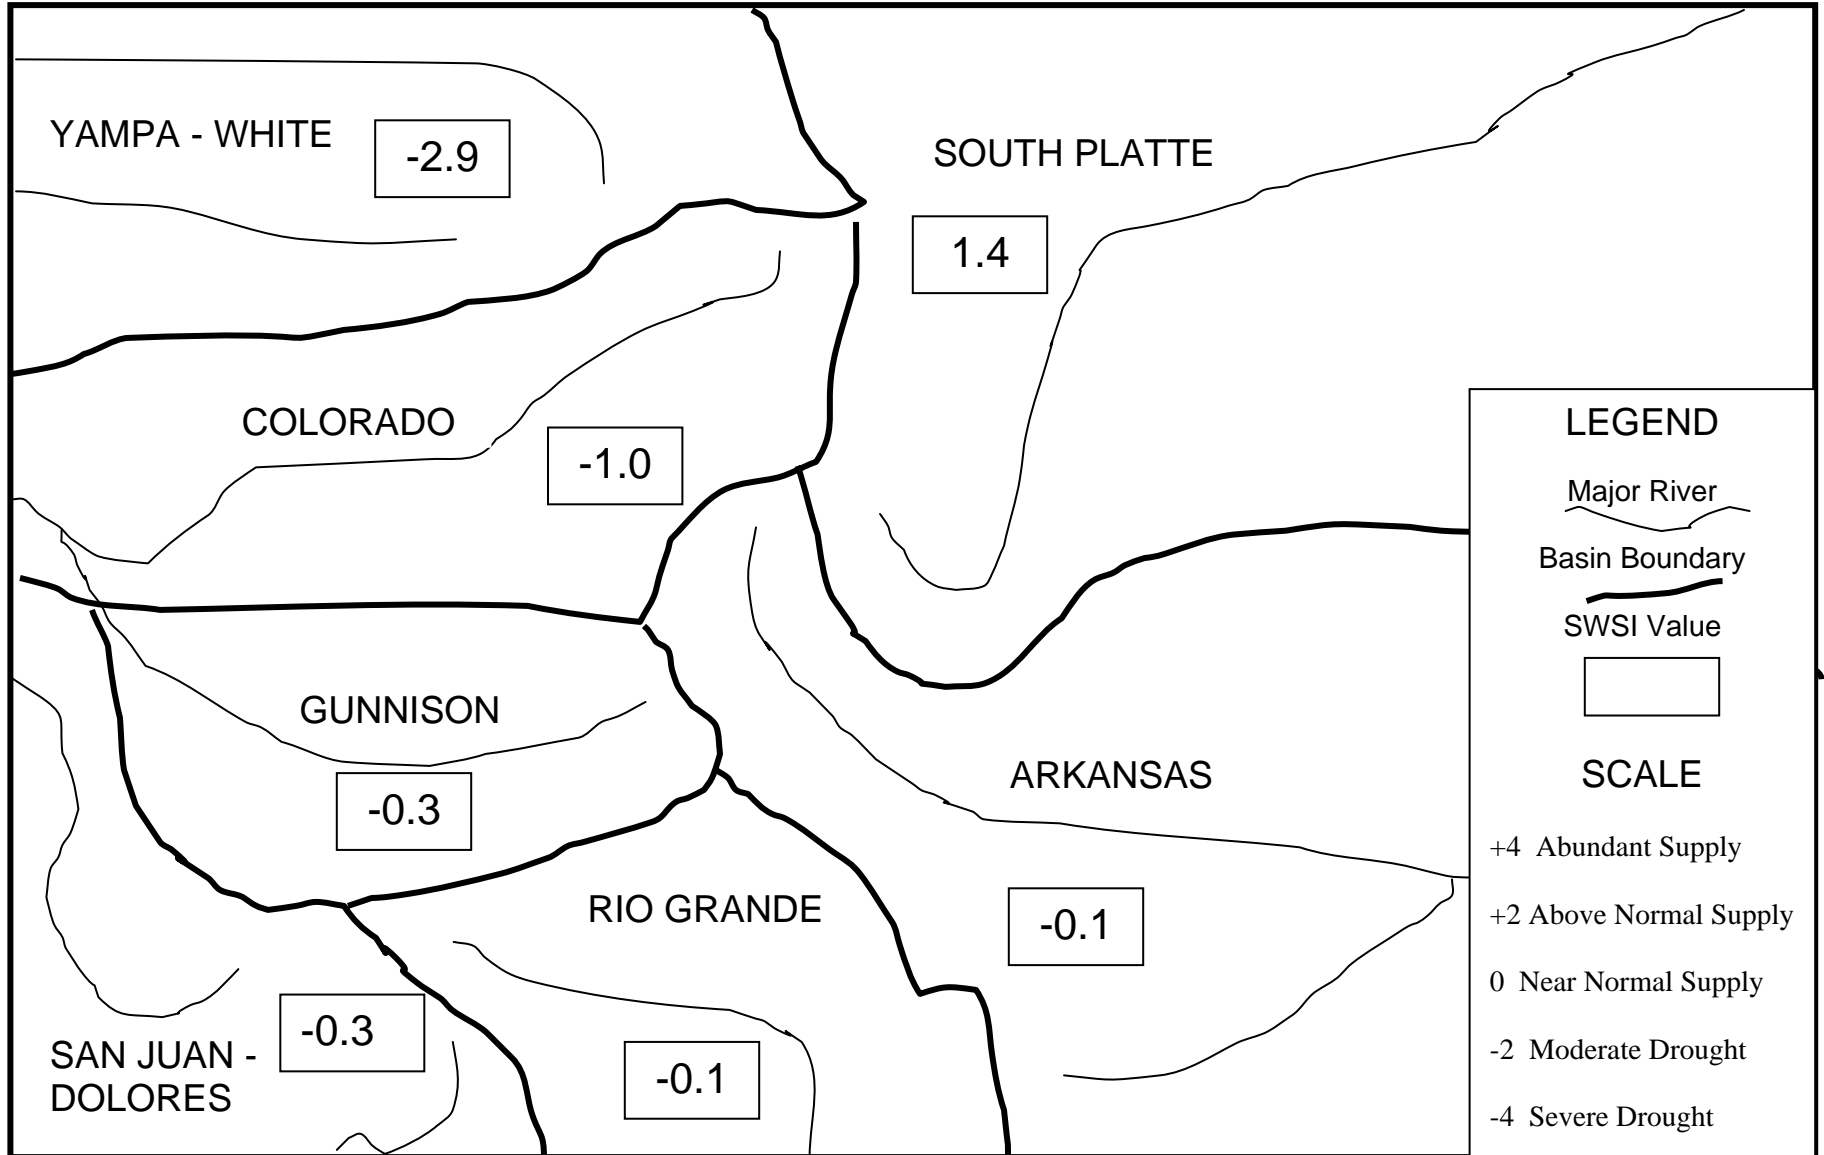 YAMPA - WHITE
-2.9
SOUTH PLATTE
1.4
COLORADO
-1.0
GUNNISON
-0.3
ARKANSAS
-0.1
RIO GRANDE
-0.1
SAN JUAN -
DOLORES
-0.3
LEGEND
Major River
Basin Boundary
SWSI Value
SCALE
+4 Abundant Supply
+2 Above Normal Supply
0 Near Normal Supply
-2 Moderate Drought
-4 Severe Drought